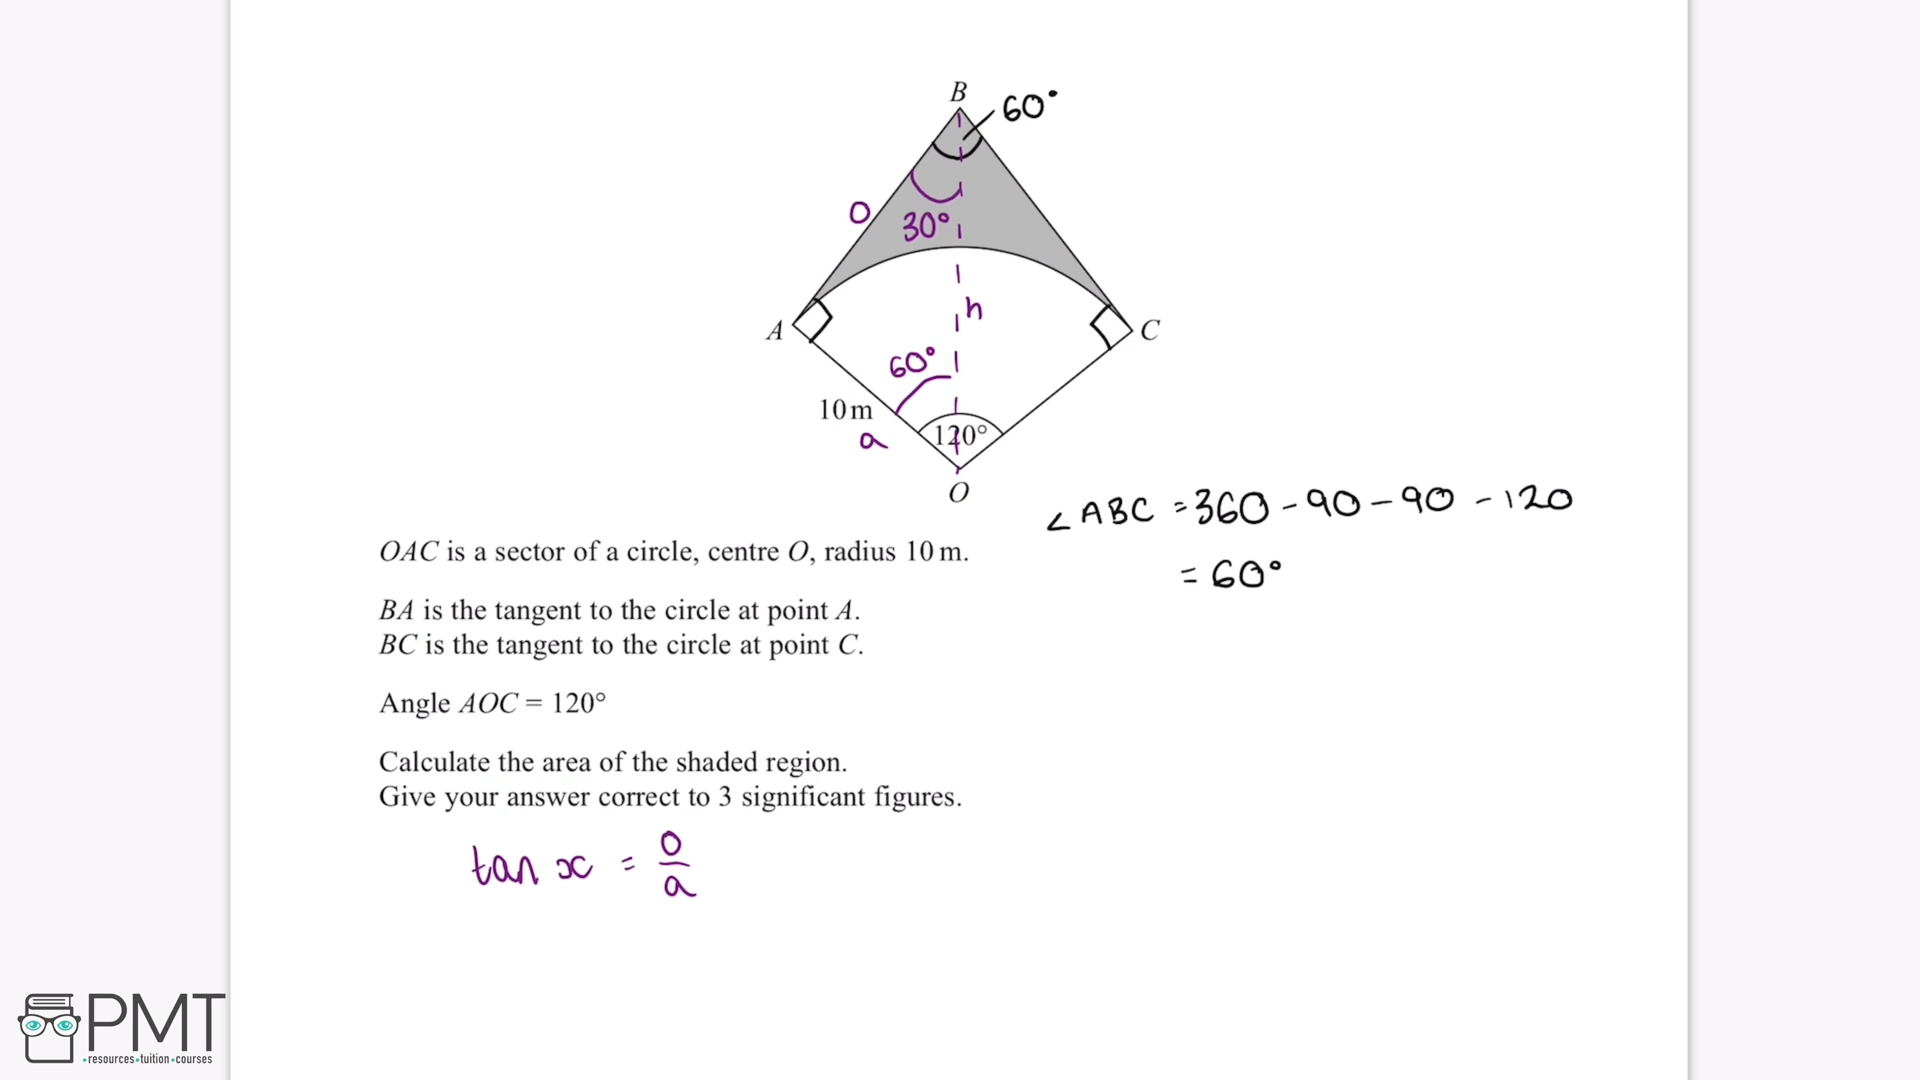 B
60°
O
30°
h
A
C
60°
10 m
a
120°
O
∠ABC = 360 - 90 - 90 - 120
= 60°
OAC is a sector of a circle, centre O, radius 10 m.
BA is the tangent to the circle at point A.
BC is the tangent to the circle at point C.
Angle AOC = 120°
Calculate the area of the shaded region.
Give your answer correct to 3 significant figures.
tan x = o/a
PMT
•resources•tuition•courses